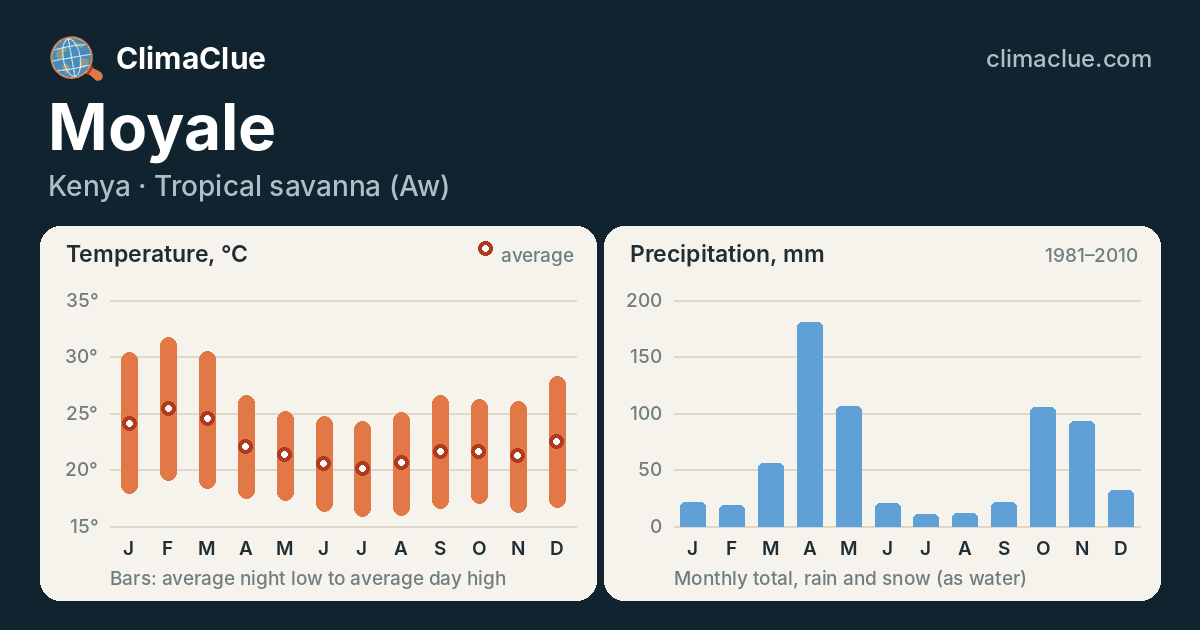 ClimaClue
climaclue.com
Moyale
Kenya · Tropical savanna (Aw)
Temperature, °C
average
35°
30°
25°
20°
15°
J F M A M J J A S O N D
Bars: average night low to average day high
Precipitation, mm
1981–2010
200
150
100
50
0
J F M A M J J A S O N D
Monthly total, rain and snow (as water)